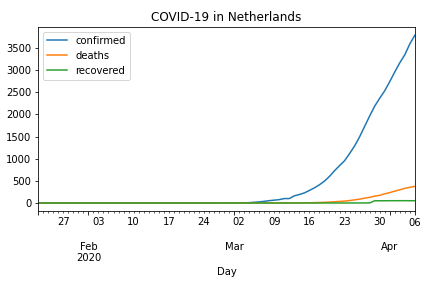 COVID-19 in Netherlands
confirmed
deaths
recovered
3500
3000
2500
2000
1500
1000
500
0
27 03 10 17 24 02 09 16 23 30 06
Feb Mar Apr
2020
Day